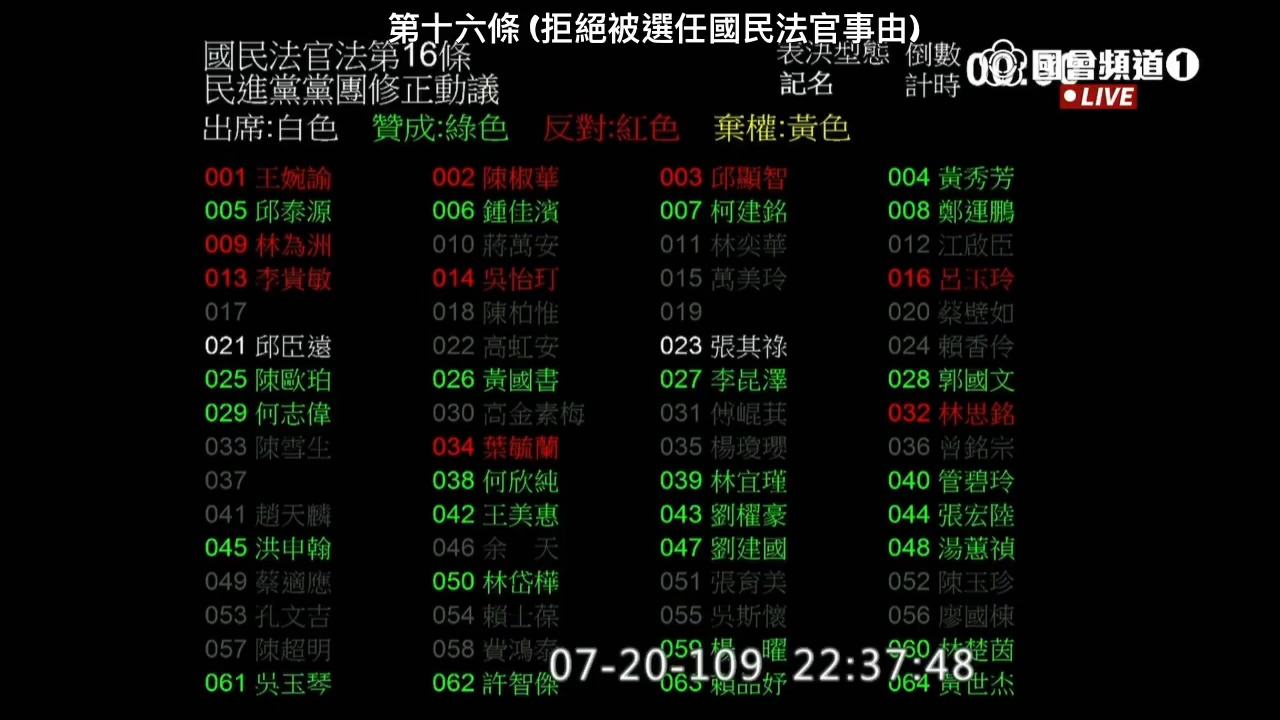 第十六條 (拒絕被選任國民法官事由)
國民法官法第16條 表決型態 倒數
民進黨黨團修正動議 記名 計時
國會頻道1
LIVE
出席:白色 贊成:綠色 反對:紅色 棄權:黃色
001 王婉諭 002 陳椒華 003 邱顯智 004 黃秀芳
005 邱泰源 006 鍾佳濱 007 柯建銘 008 鄭運鵬
009 林為洲 010 蔣萬安 011 林奕華 012 江啟臣
013 李貴敏 014 吳怡玎 015 萬美玲 016 呂玉玲
017 018 陳柏惟 019 020 蔡壁如
021 邱臣遠 022 高虹安 023 張其祿 024 賴香伶
025 陳歐珀 026 黃國書 027 李昆澤 028 郭國文
029 何志偉 030 高金素梅 031 傅崐萁 032 林思銘
033 陳雪生 034 葉毓蘭 035 楊瓊瓔 036 曾銘宗
037 038 何欣純 039 林宜瑾 040 管碧玲
041 趙天麟 042 王美惠 043 劉櫂豪 044 張宏陸
045 洪申翰 046 余 天 047 劉建國 048 湯蕙禎
049 蔡適應 050 林岱樺 051 張育美 052 陳玉珍
053 孔文吉 054 賴士葆 055 吳斯懷 056 廖國棟
057 陳超明 058 費鴻泰 059 楊 曜 060 林楚茵
07-20-109 22:37:48
061 吳玉琴 062 許智傑 063 賴品妤 064 黃世杰